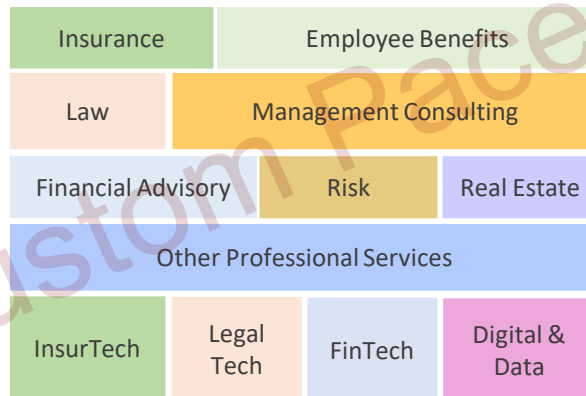 Insurance
Employee Benefits
Law
Management Consulting
Financial Advisory
Risk
Real Estate
Other Professional Services
InsurTech
Legal
Tech
FinTech
Digital &
Data
ustom Pace